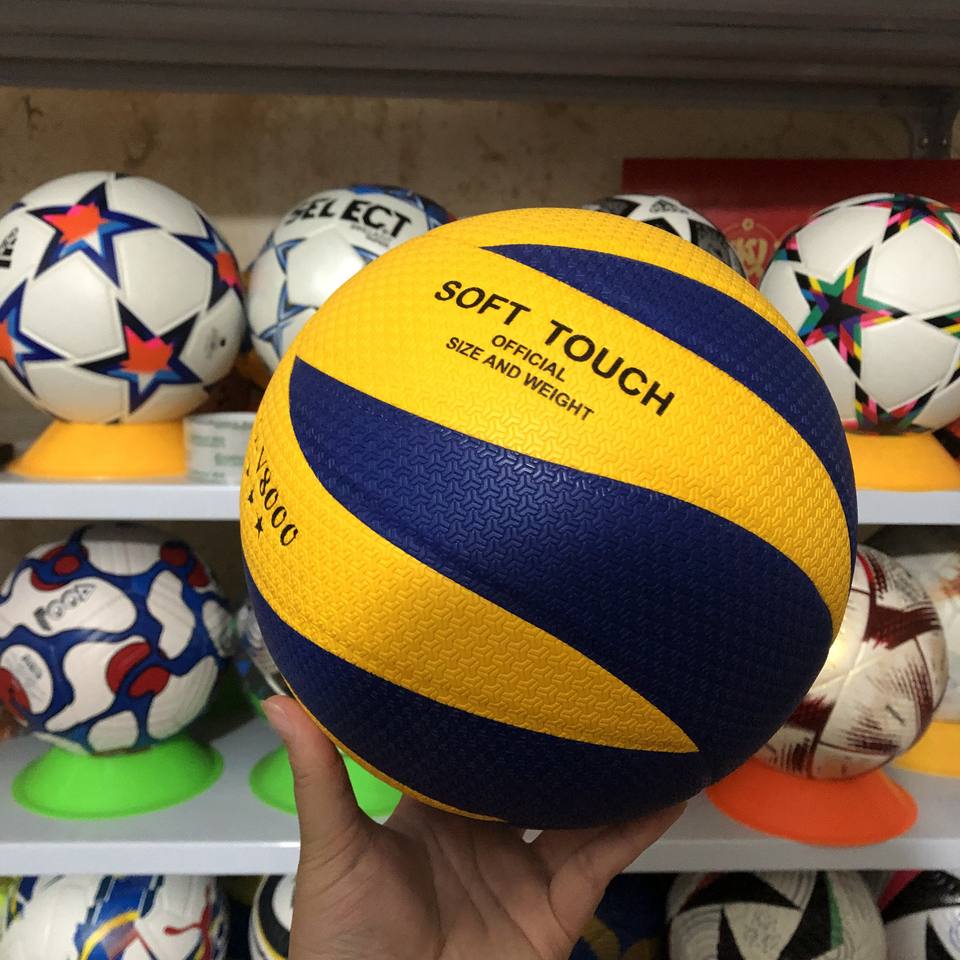 SELECT
SOFT TOUCH
OFFICIAL
SIZE AND WEIGHT
V8000